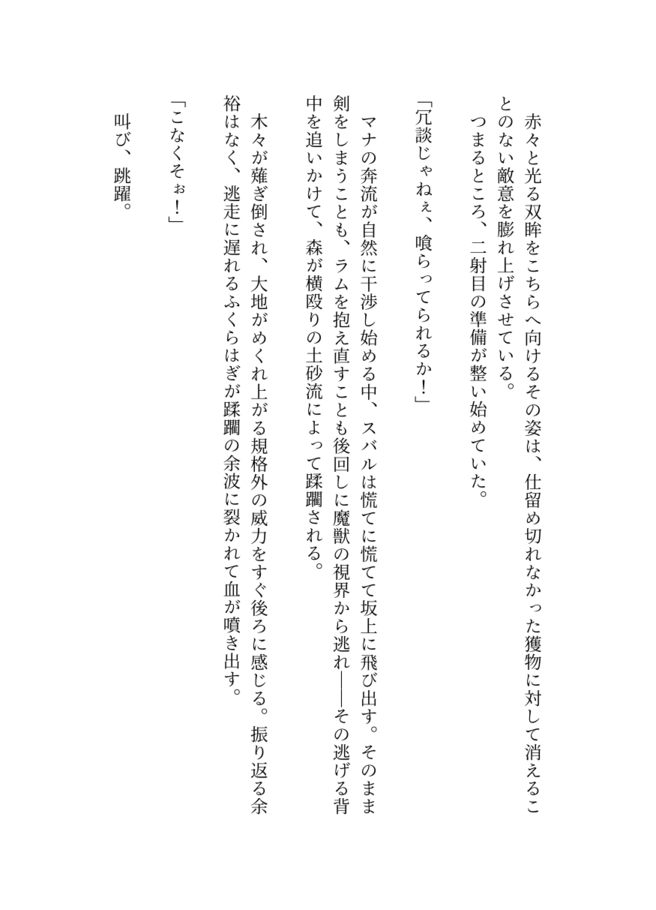 赤々と光る双眸をこちらへ向けるその姿は、仕留め切れなかった獲物に対して消えるこ
とのない敵意を膨れ上げさせている。
つまるところ、二射目の準備が整い始めていた。
「冗談じゃねぇ、喰らってられるか！」
マナの奔流が自然に干渉し始める中、スバルは慌てに慌てて坂上に飛び出す。そのまま
剣をしまうことも、ラムを抱え直すことも後回しに魔獣の視界から逃れ――その逃げる背
中を追いかけて、森が横殴りの土砂流によって蹂躙される。
木々が薙ぎ倒され、大地がめくれ上がる規格外の威力をすぐ後ろに感じる。振り返る余
裕はなく、逃走に遅れるふくらはぎが蹂躙の余波に裂かれて血が噴き出す。
「こなくそぉ！」
叫び、跳躍。